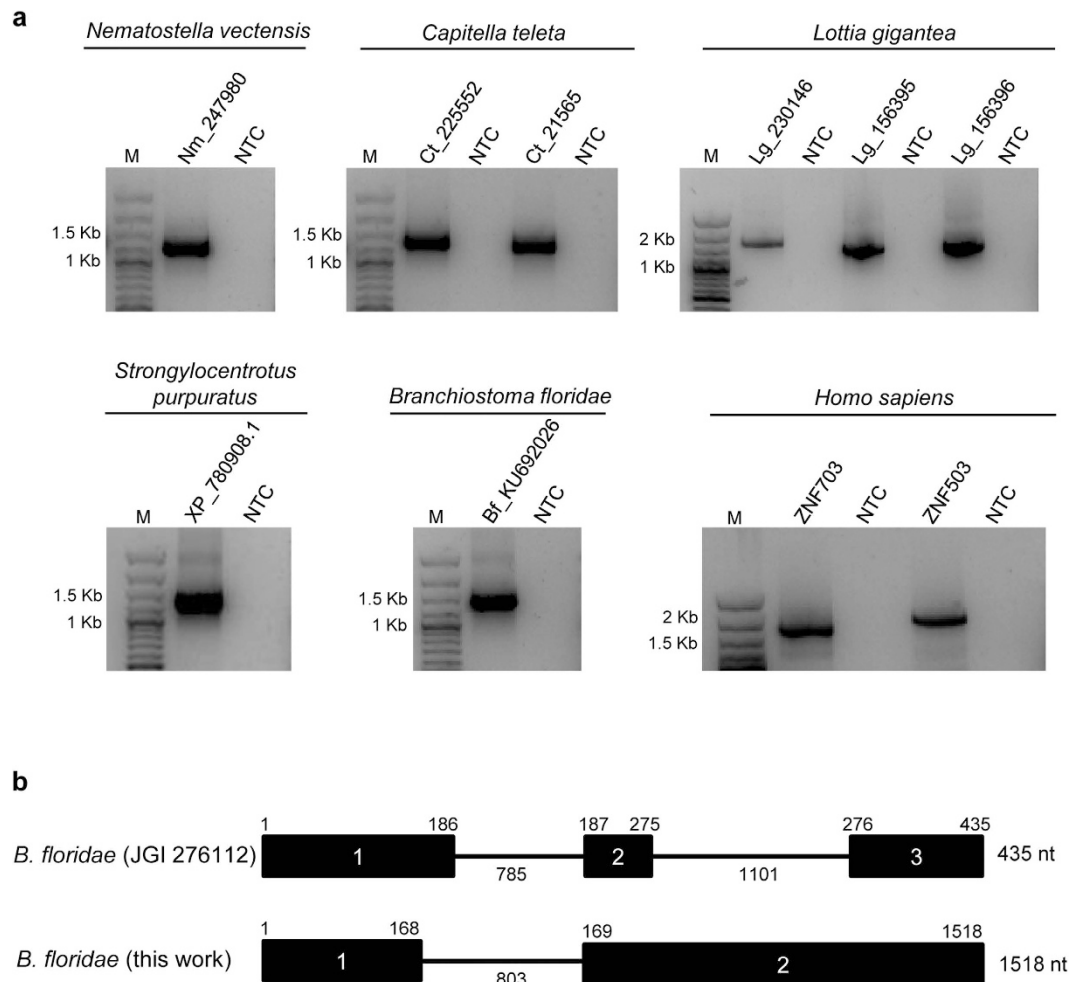 a
Nematostella vectensis
Capitella teleta
Lottia gigantea
M
Nm_247980
NTC
M
Ct_225552
NTC
Ct_21565
NTC
M
Lg_230146
NTC
Lg_156395
NTC
Lg_156396
NTC
1.5 Kb
1 Kb
1.5 Kb
1 Kb
2 Kb
1 Kb
Strongylocentrotus
purpuratus
Branchiostoma floridae
Homo sapiens
M
XP_780908.1
NTC
M
Bf_KU692026
NTC
M
ZNF703
NTC
ZNF503
NTC
1.5 Kb
1 Kb
1.5 Kb
1 Kb
2 Kb
1.5 Kb
b
1 186 187 275 276 435
B. floridae (JGI 276112) 1 2 3 435 nt
785 1101
1 168 169 1518
B. floridae (this work) 1 2 1518 nt
803